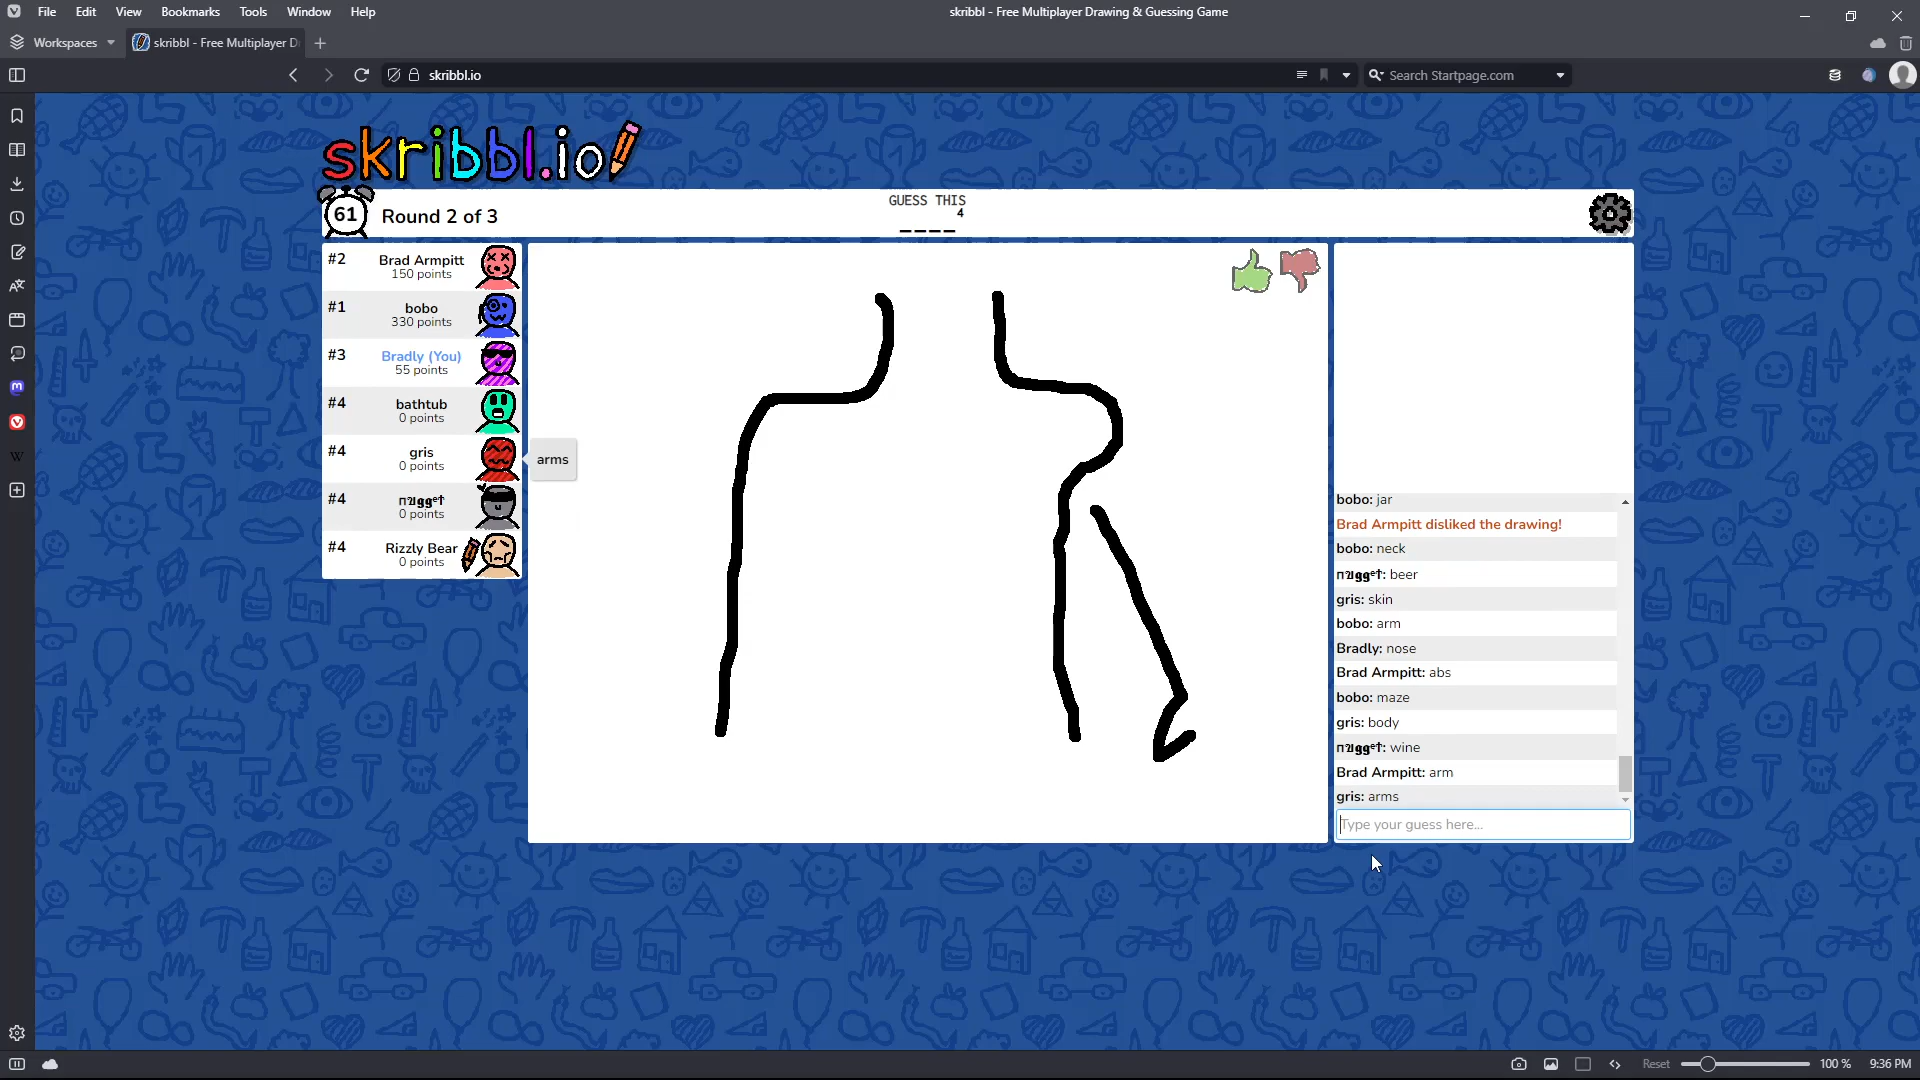 File Edit View Bookmarks Tools Window Help
skribbl - Free Multiplayer Drawing & Guessing Game
Workspaces
skribbl - Free Multiplayer D
skribbl.io
Search Startpage.com
skribbl.io
61
Round 2 of 3
GUESS THIS
4
____
#2 Brad Armpitt
150 points
#1 bobo
330 points
#3 Bradly (You)
55 points
#4 bathtub
0 points
#4 gris
0 points
#4
0 points
#4 Rizzly Bear
0 points
arms
bobo: jar
Brad Armpitt disliked the drawing!
bobo: neck
beer
gris: skin
bobo: arm
Bradly: nose
Brad Armpitt: abs
bobo: maze
gris: body
wine
Brad Armpitt: arm
gris: arms
Type your guess here...
W
Reset
100 %
9:36 PM